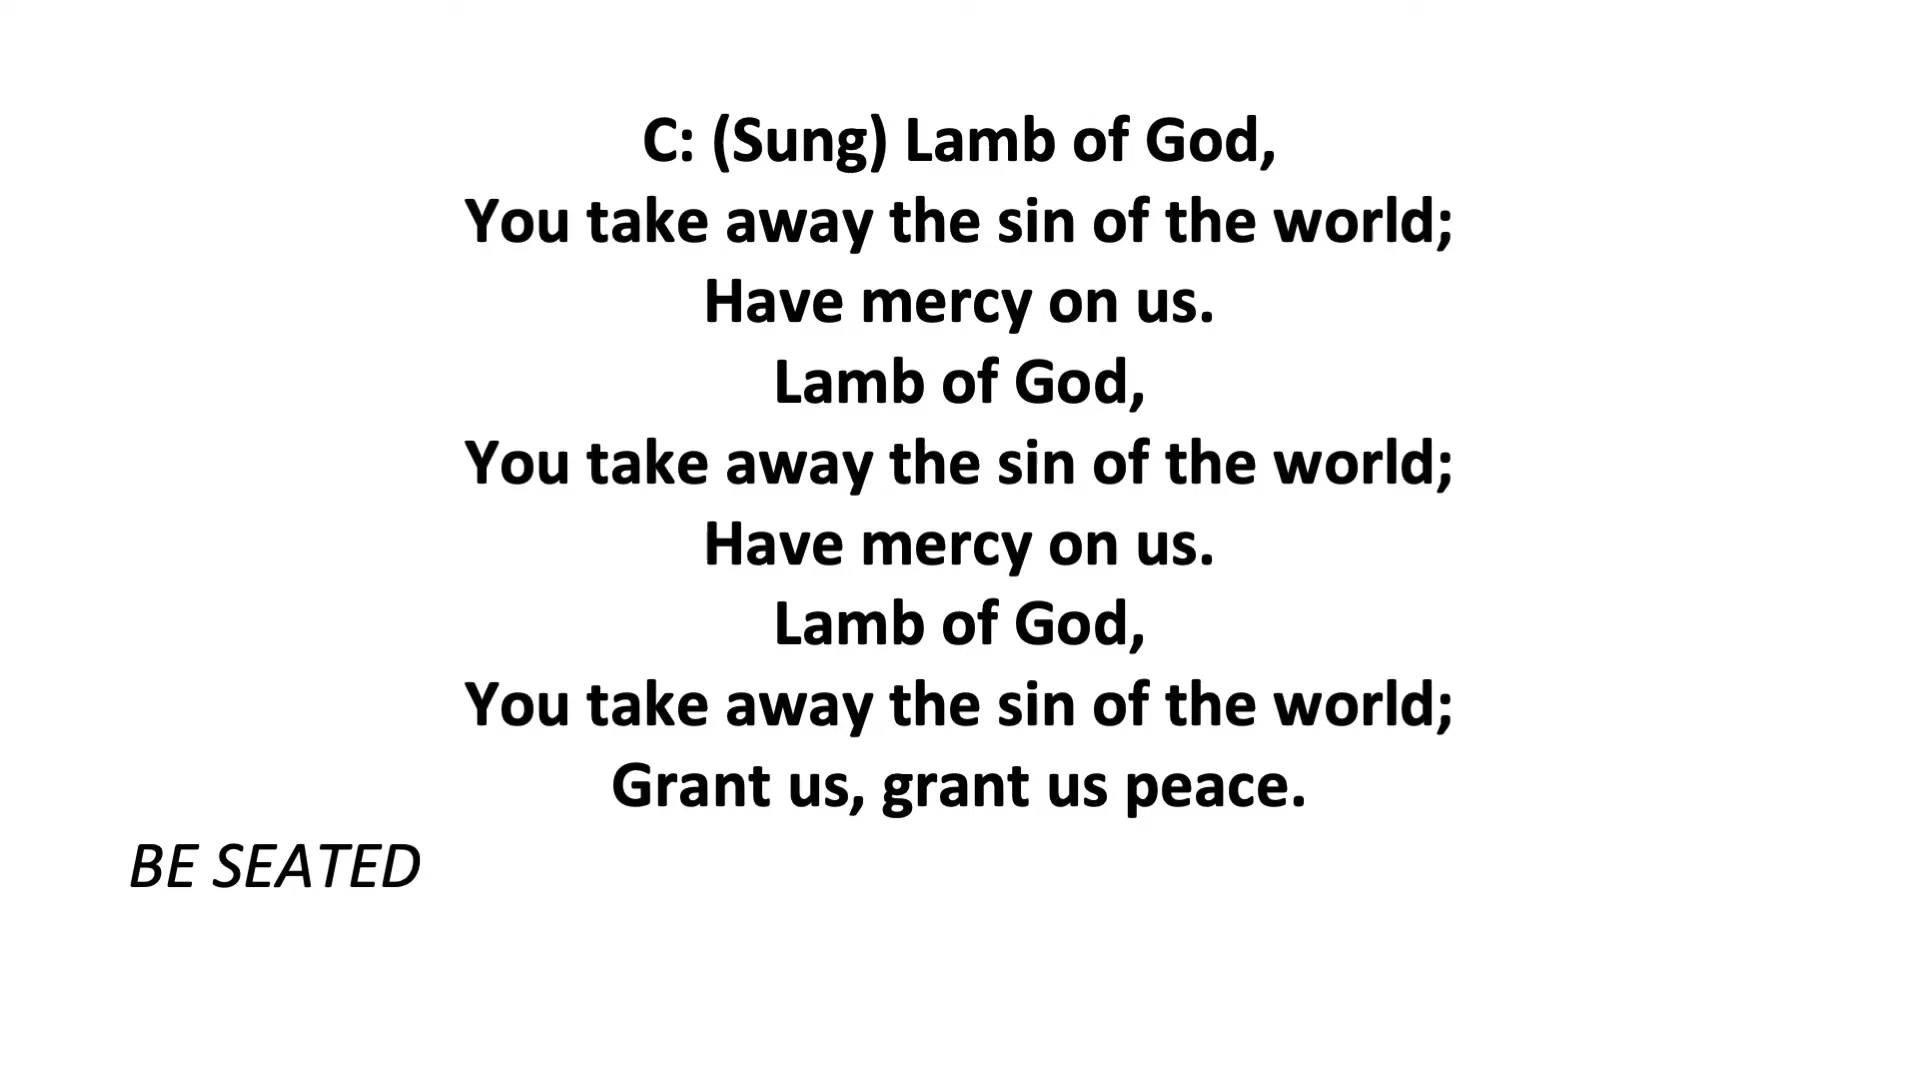 C: (Sung) Lamb of God,
You take away the sin of the world;
Have mercy on us.
Lamb of God,
You take away the sin of the world;
Have mercy on us.
Lamb of God,
You take away the sin of the world;
Grant us, grant us peace.
BE SEATED